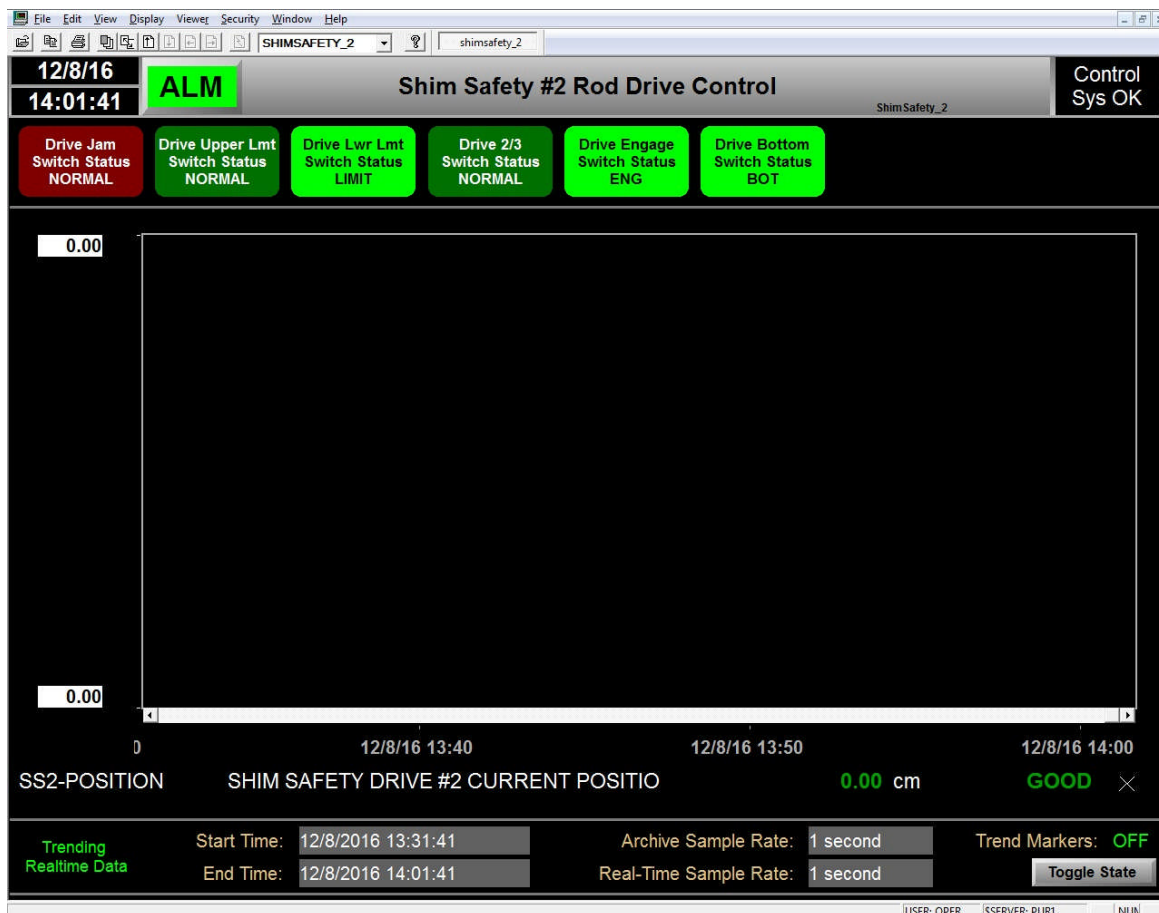 File Edit View Display Viewer Security Window Help
SHIMSAFETY_2 shimsafety_2
12/8/16
14:01:41
ALM
Shim Safety #2 Rod Drive Control
ShimSafety_2
Control
Sys OK
Drive Jam
Switch Status
NORMAL
Drive Upper Lmt
Switch Status
NORMAL
Drive Lwr Lmt
Switch Status
LIMIT
Drive 2/3
Switch Status
NORMAL
Drive Engage
Switch Status
ENG
Drive Bottom
Switch Status
BOT
0.00
0.00
0 12/8/16 13:40 12/8/16 13:50 12/8/16 14:00
SS2-POSITION SHIM SAFETY DRIVE #2 CURRENT POSITIO 0.00 cm GOOD
Trending
Realtime Data
Start Time: 12/8/2016 13:31:41
End Time: 12/8/2016 14:01:41
Archive Sample Rate: 1 second
Real-Time Sample Rate: 1 second
Trend Markers: OFF
Toggle State
USER: OPER $SERVER: PUR1 NUM